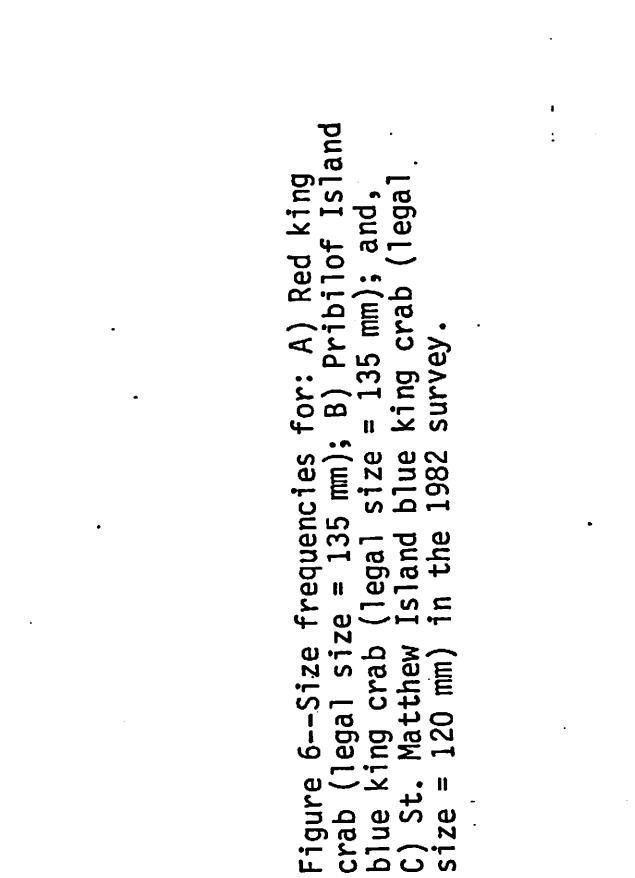 Figure 6--Size frequencies for: A) Red king
crab (legal size = 135 mm); B) Pribilof Island
blue king crab (legal size = 135 mm); and,
C) St. Matthew Island blue king crab (legal
size = 120 mm) in the 1982 survey.